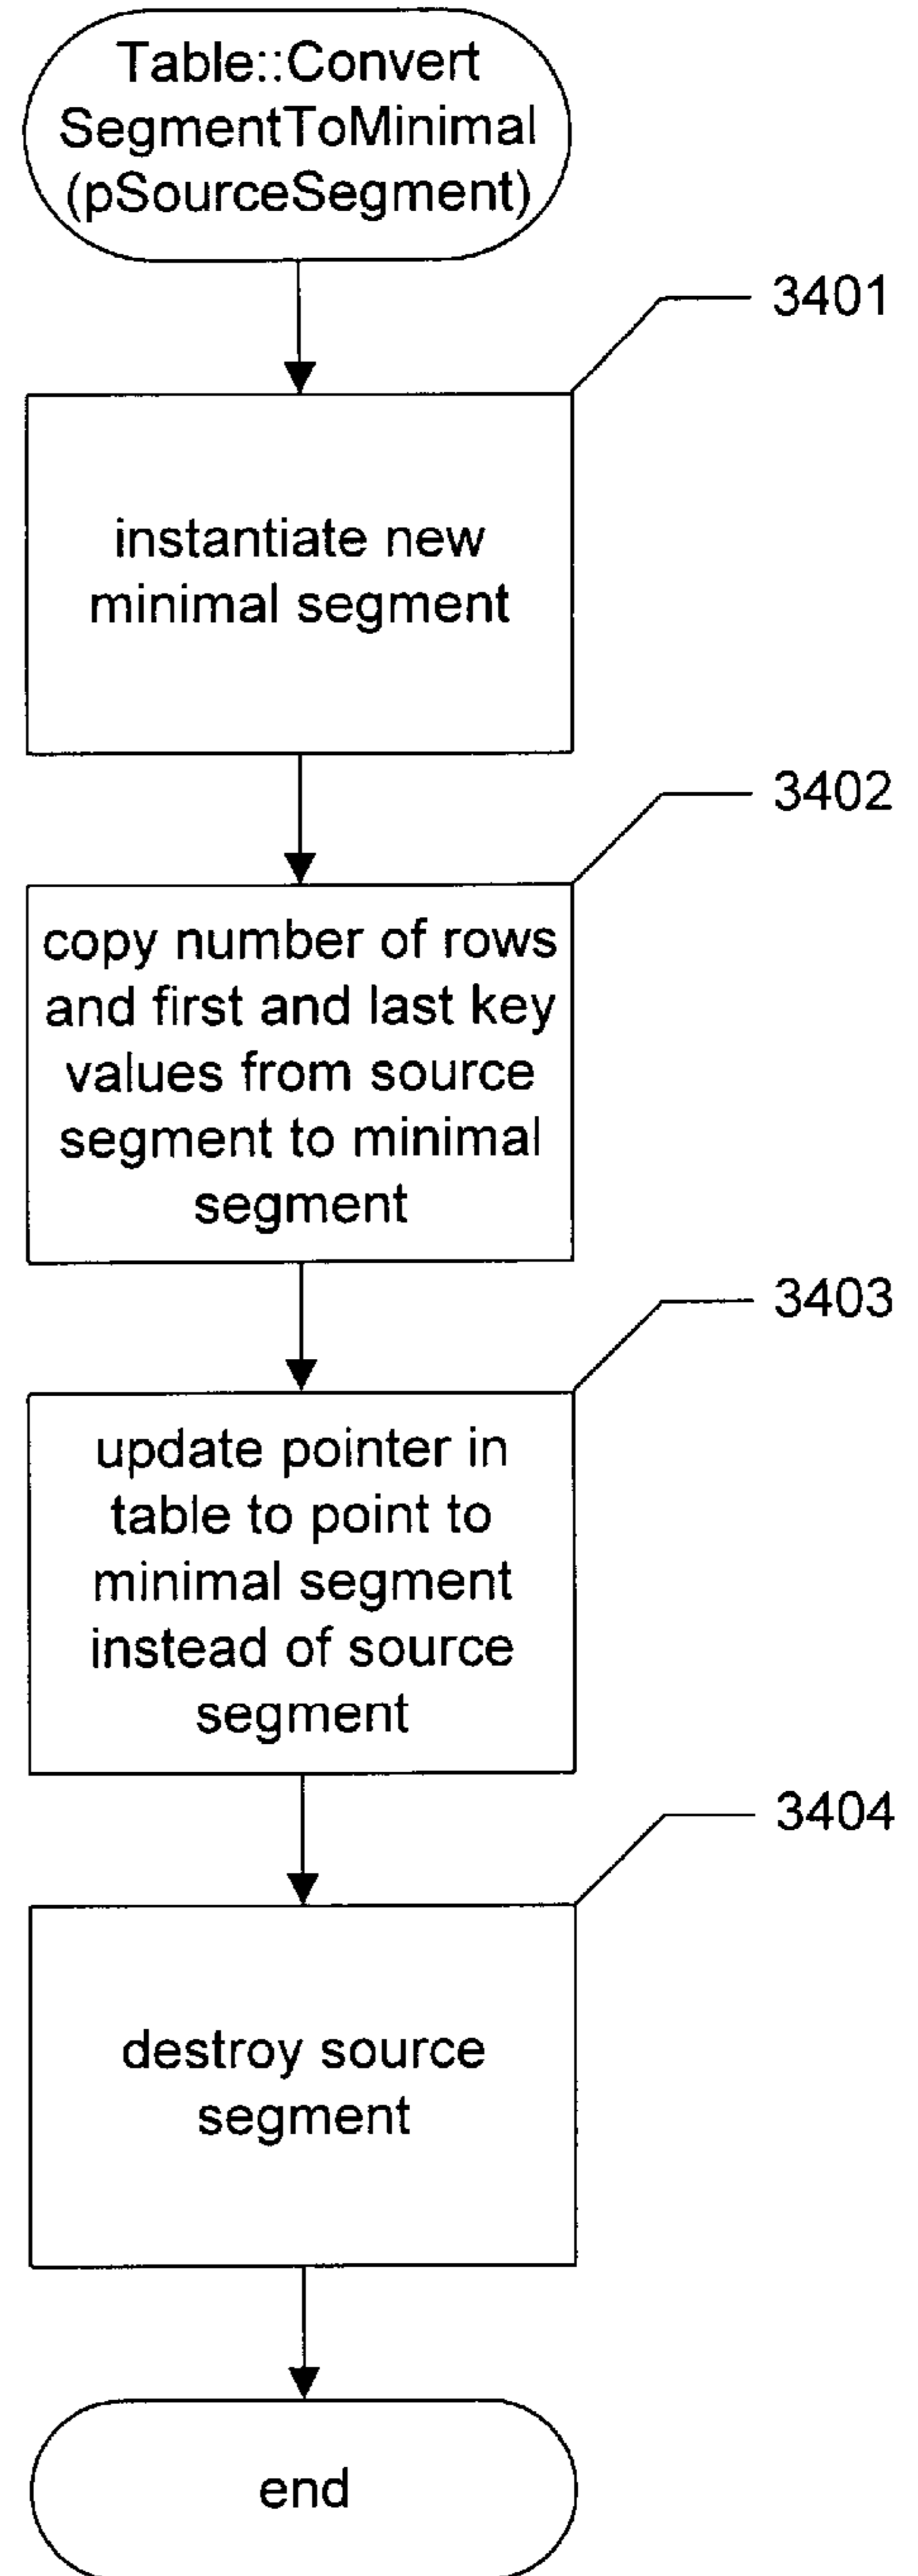 Table::Convert
SegmentToMinimal
(pSourceSegment)
3401
instantiate new
minimal segment
3402
copy number of rows
and first and last key
values from source
segment to minimal
segment
3403
update pointer in
table to point to
minimal segment
instead of source
segment
3404
destroy source
segment
end